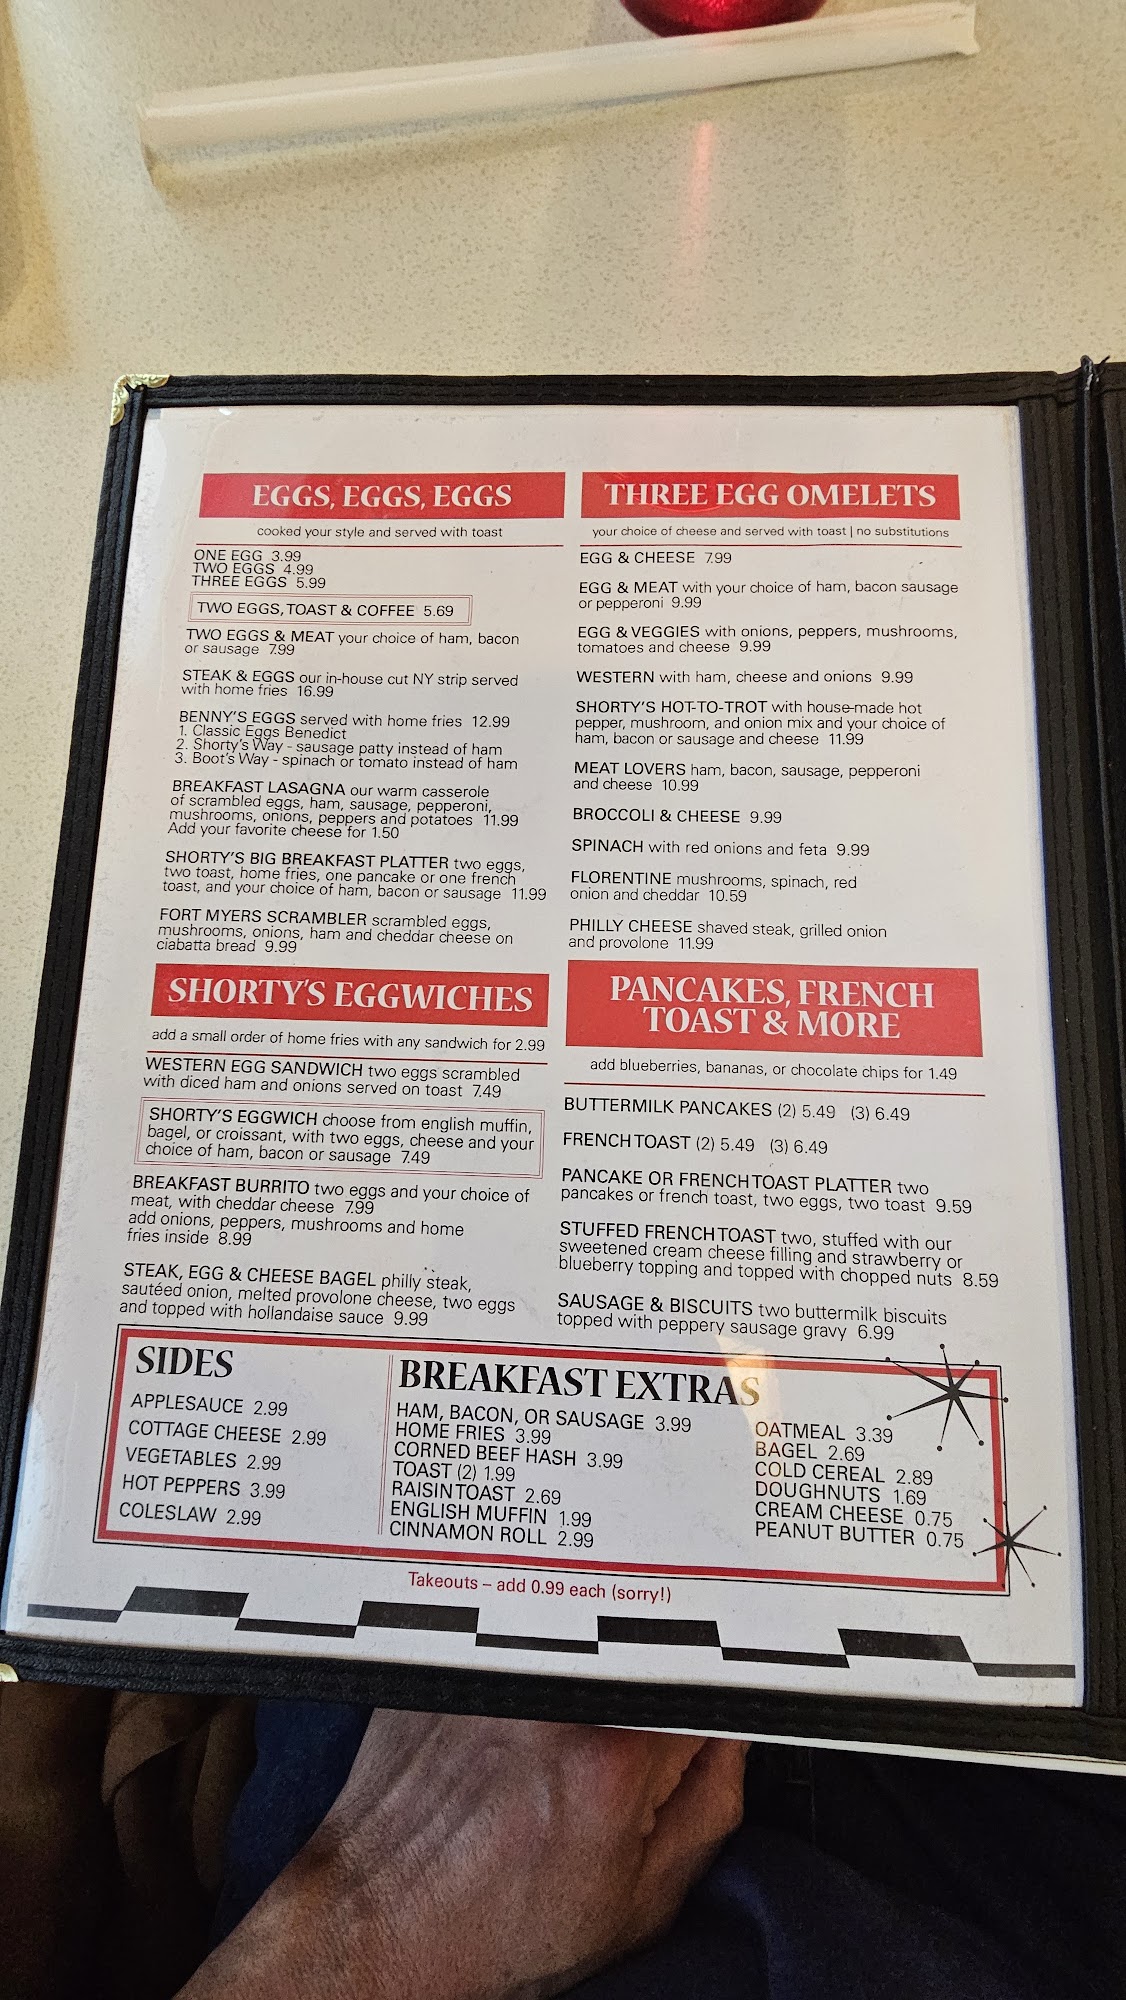 EGGS, EGGS, EGGS
cooked your style and served with toast
ONE EGG 3.99
TWO EGGS 4.99
THREE EGGS 5.99
TWO EGGS, TOAST & COFFEE 5.69
TWO EGGS & MEAT your choice of ham, bacon
or sausage 7.99
STEAK & EGGS our in-house cut NY strip served
with home fries 16.99
BENNY'S EGGS served with home fries 12.99
1. Classic Eggs Benedict
2. Shorty's Way - sausage patty instead of ham
3. Boot's Way - spinach or tomato instead of ham
BREAKFAST LASAGNA our warm casserole
of scrambled eggs, ham, sausage, pepperoni,
mushrooms, onions, peppers and potatoes 11.99
Add your favorite cheese for 1.50
SHORTY'S BIG BREAKFAST PLATTER two eggs,
two toast, home fries, one pancake or one french
toast, and your choice of ham, bacon or sausage 11.99
FORT MYERS SCRAMBLER scrambled eggs,
mushrooms, onions, ham and cheddar cheese on
ciabatta bread 9.99
SHORTY'S EGGWICHES
add a small order of home fries with any sandwich for 2.99
WESTERN EGG SANDWICH two eggs scrambled
with diced ham and onions served on toast 7.49
SHORTY'S EGGWICH choose from english muffin,
bagel, or croissant, with two eggs, cheese and your
choice of ham, bacon or sausage 7.49
BREAKFAST BURRITO two eggs and your choice of
meat, with cheddar cheese 7.99
add onions, peppers, mushrooms and home
fries inside 8.99
STEAK, EGG & CHEESE BAGEL philly steak,
sautéed onion, melted provolone cheese, two eggs
and topped with hollandaise sauce 9.99
THREE EGG OMELETS
your choice of cheese and served with toast | no substitutions
EGG & CHEESE 7.99
EGG & MEAT with your choice of ham, bacon sausage
or pepperoni 9.99
EGG & VEGGIES with onions, peppers, mushrooms,
tomatoes and cheese 9.99
WESTERN with ham, cheese and onions 9.99
SHORTY'S HOT-TO-TROT with house-made hot
pepper, mushroom, and onion mix and your choice of
ham, bacon or sausage and cheese 11.99
MEAT LOVERS ham, bacon, sausage, pepperoni
and cheese 10.99
BROCCOLI & CHEESE 9.99
SPINACH with red onions and feta 9.99
FLORENTINE mushrooms, spinach, red
onion and cheddar 10.59
PHILLY CHEESE shaved steak, grilled onion
and provolone 11.99
PANCAKES, FRENCH
TOAST & MORE
add blueberries, bananas, or chocolate chips for 1.49
BUTTERMILK PANCAKES (2) 5.49 (3) 6.49
FRENCH TOAST (2) 5.49 (3) 6.49
PANCAKE OR FRENCH TOAST PLATTER two
pancakes or french toast, two eggs, two toast 9.59
STUFFED FRENCH TOAST two, stuffed with our
sweetened cream cheese filling and strawberry or
blueberry topping and topped with chopped nuts 8.59
SAUSAGE & BISCUITS two buttermilk biscuits
topped with peppery sausage gravy 6.99
SIDES
APPLESAUCE 2.99
COTTAGE CHEESE 2.99
VEGETABLES 2.99
HOT PEPPERS 3.99
COLESLAW 2.99
BREAKFAST EXTRAS
HAM, BACON, OR SAUSAGE 3.99
HOME FRIES 3.99
CORNED BEEF HASH 3.99
TOAST (2) 1.99
RAISIN TOAST 2.69
ENGLISH MUFFIN 1.99
CINNAMON ROLL 2.99
OATMEAL 3.39
BAGEL 2.69
COLD CEREAL 2.89
DOUGHNUTS 1.69
CREAM CHEESE 0.75
PEANUT BUTTER 0.75
Takeouts – add 0.99 each (sorry!)